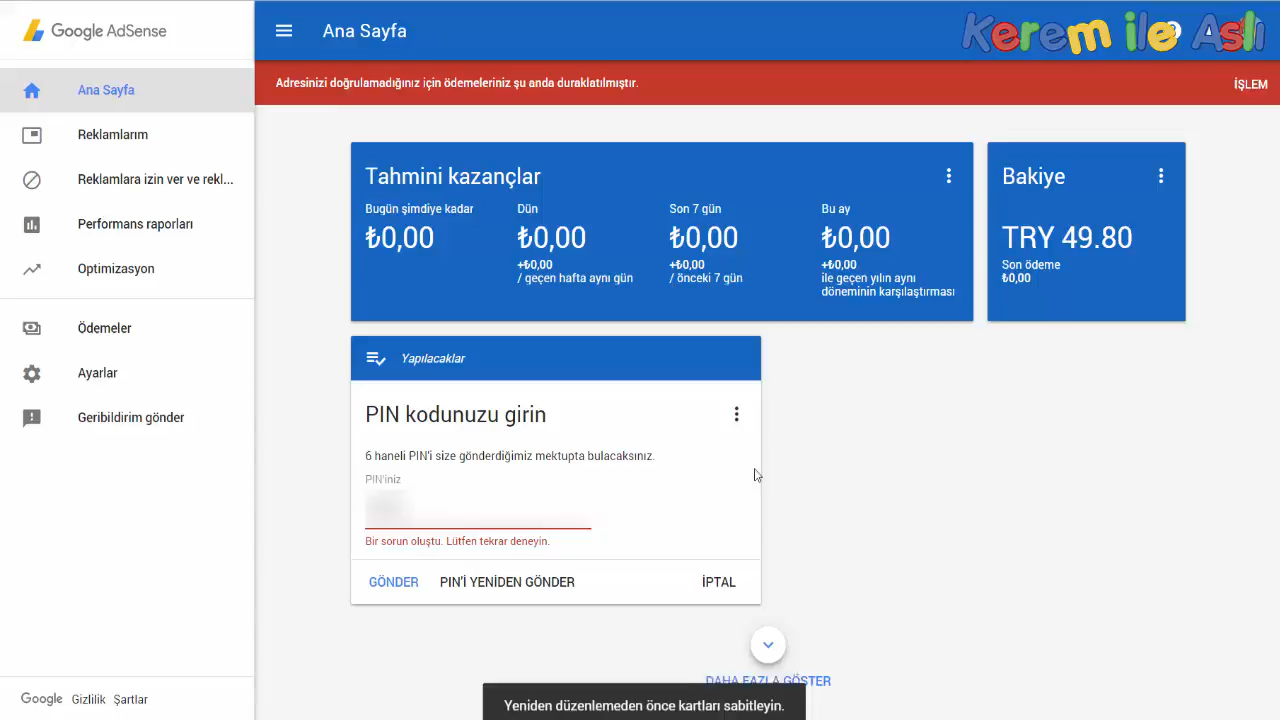 Google AdSense
Ana Sayfa
Kerem ile Aslı
Adresinizi doğrulamadığınız için ödemeleriniz şu anda duraklatılmıştır.
İŞLEM
Ana Sayfa
Reklamlarım
Reklamlara izin ver ve rekl...
Performans raporları
Optimizasyon
Ödemeler
Ayarlar
Geribildirim gönder
Tahmini kazançlar
Bugün şimdiye kadar
₺0,00
Dün
₺0,00
+₺0,00
/ geçen hafta aynı gün
Son 7 gün
₺0,00
+₺0,00
/ önceki 7 gün
Bu ay
₺0,00
+₺0,00
ile geçen yılın aynı
döneminin karşılaştırması
Bakiye
TRY 49.80
Son ödeme
₺0,00
Yapılacaklar
PIN kodunuzu girin
6 haneli PIN'i size gönderdiğimiz mektupta bulacaksınız.
PIN'iniz
Bir sorun oluştu. Lütfen tekrar deneyin.
GÖNDER
PIN'İ YENİDEN GÖNDER
İPTAL
DAHA FAZLA GÖSTER
Yeniden düzenlemeden önce kartları sabitleyin.
Google Gizlilik Şartlar